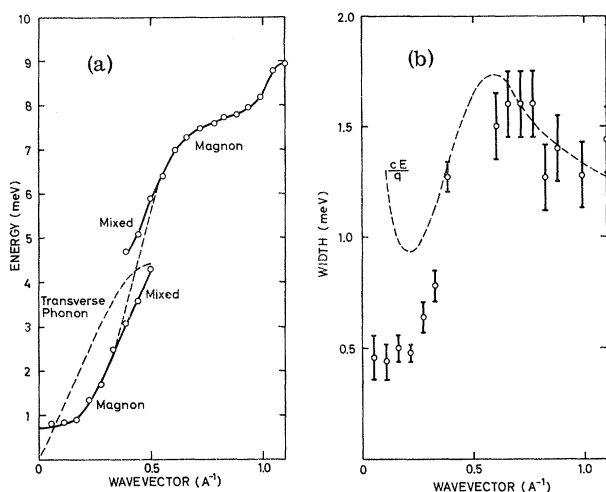 (a)
9
8
7
6
5
4
3
2
1
0
0.5
1.0
ENERGY (meV)
WAVEVECTOR (A⁻¹)
Magnon
Mixed
Mixed
Transverse
Phonon
Magnon
(b)
2.0
1.5
1.0
0.5
0
0.5
1.0
WIDTH (meV)
WAVEVECTOR (A⁻¹)
cE
q